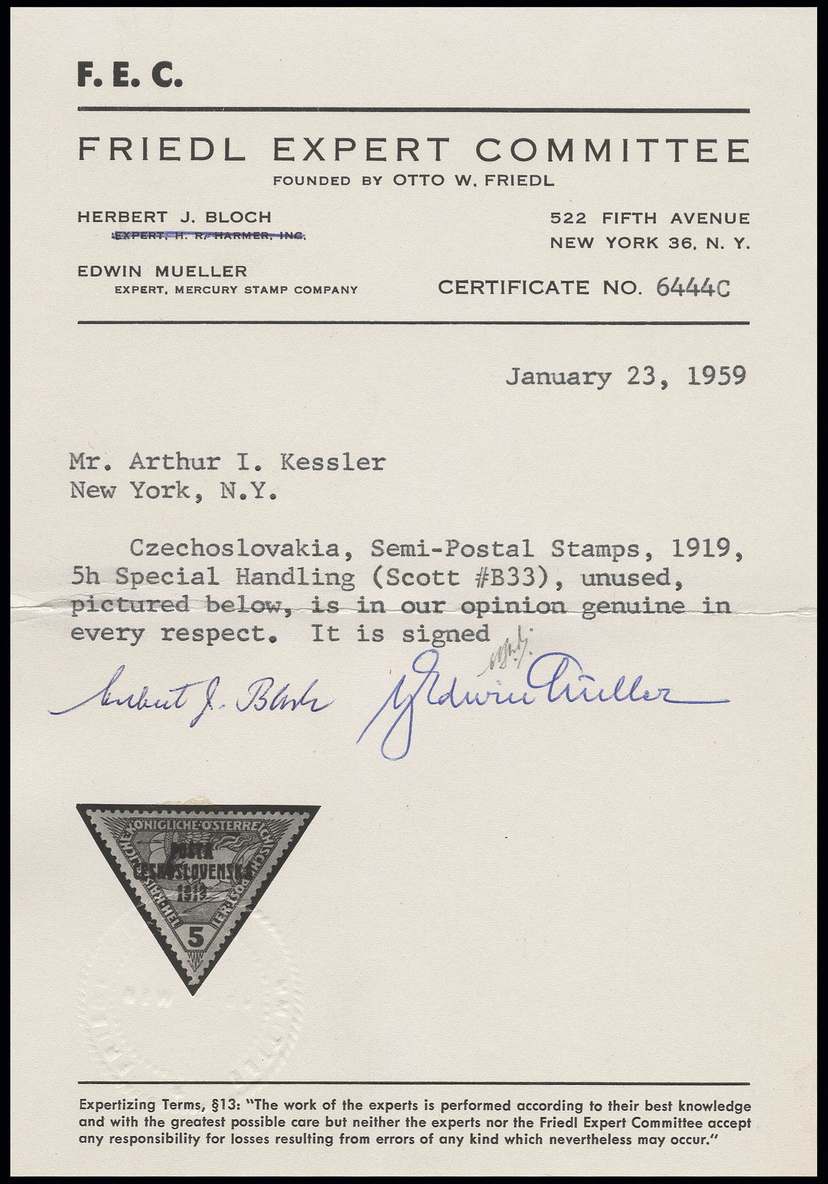 F. E. C.
FRIEDL EXPERT COMMITTEE
FOUNDED BY OTTO W. FRIEDL
HERBERT J. BLOCH
EXPERT, H. R. HARMER, INC.
EDWIN MUELLER
EXPERT, MERCURY STAMP COMPANY
522 FIFTH AVENUE
NEW YORK 36, N. Y.
CERTIFICATE NO. 6444C
January 23, 1959
Mr. Arthur I. Kessler
New York, N.Y.
Czechoslovakia, Semi-Postal Stamps, 1919,
5h Special Handling (Scott #B33), unused,
pictured below, is in our opinion genuine in
every respect. It is signed
Herbert J. Bloch
Edwin Müller
KÖNIGLICHE ÖSTERREICHISCHE
POŠTA
ČESKOSLOVENSKÁ
1919
5
Expertizing Terms, §13: "The work of the experts is performed according to their best knowledge
and with the greatest possible care but neither the experts nor the Friedl Expert Committee accept
any responsibility for losses resulting from errors of any kind which nevertheless may occur."